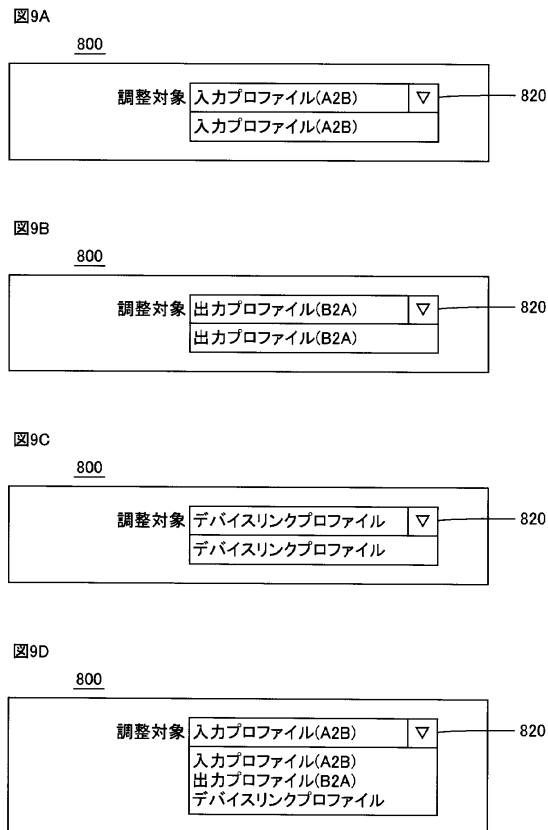 図9A
800
調整対象 入力プロファイル(A2B) ▽ 820
入力プロファイル(A2B)
図9B
800
調整対象 出力プロファイル(B2A) ▽ 820
出力プロファイル(B2A)
図9C
800
調整対象 デバイスリンクプロファイル ▽ 820
デバイスリンクプロファイル
図9D
800
調整対象 入力プロファイル(A2B) ▽ 820
入力プロファイル(A2B)
出力プロファイル(B2A)
デバイスリンクプロファイル